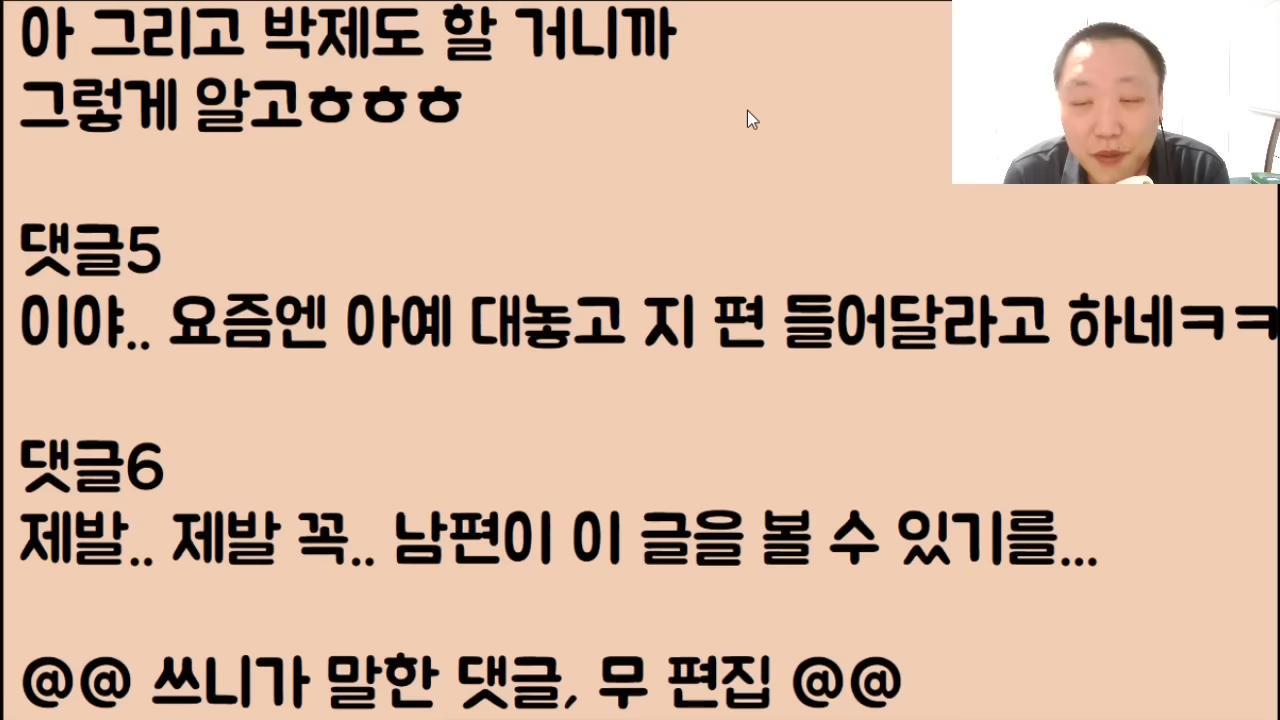 아 그리고 박제도 할 거니까
그렇게 알고ㅎㅎㅎ
댓글5
이야.. 요즘엔 아예 대놓고 지 편 들어달라고 하네ㅋㅋ
댓글6
제발.. 제발 꼭.. 남편이 이 글을 볼 수 있기를...
@@ 쓰니가 말한 댓글, 무 편집 @@